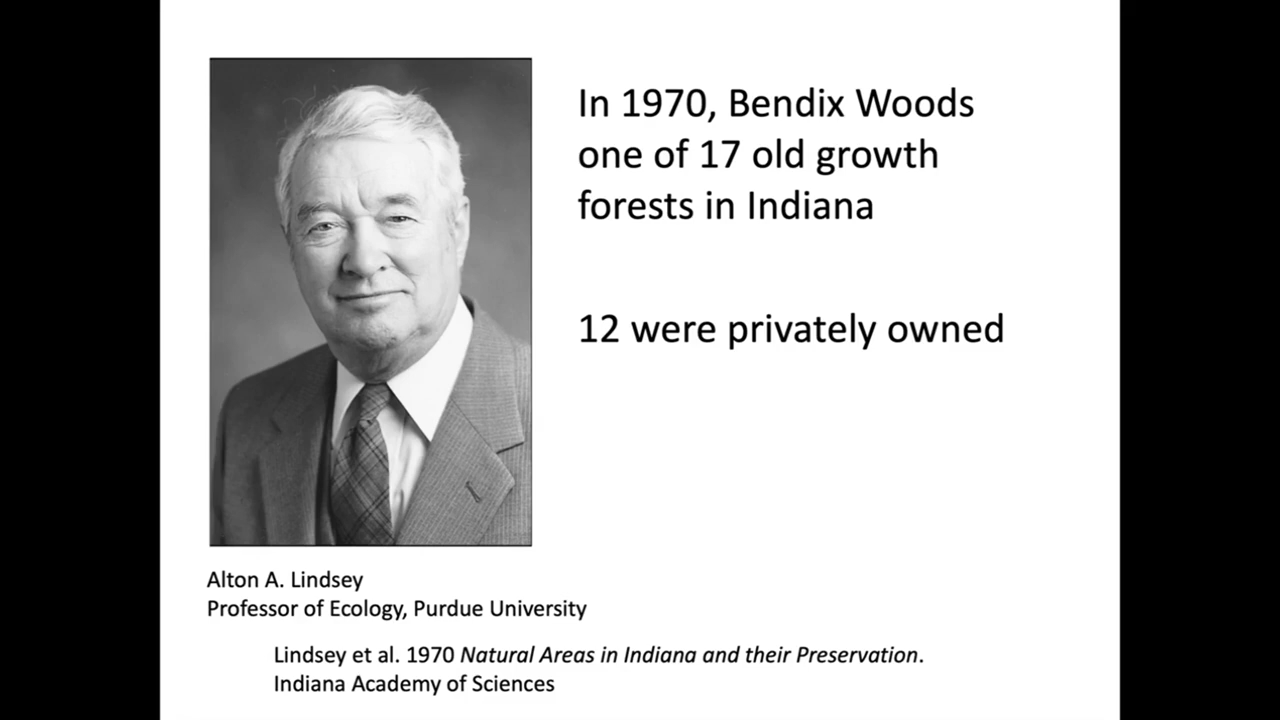 In 1970, Bendix Woods
one of 17 old growth
forests in Indiana
12 were privately owned
Alton A. Lindsey
Professor of Ecology, Purdue University
Lindsey et al. 1970 Natural Areas in Indiana and their Preservation.
Indiana Academy of Sciences